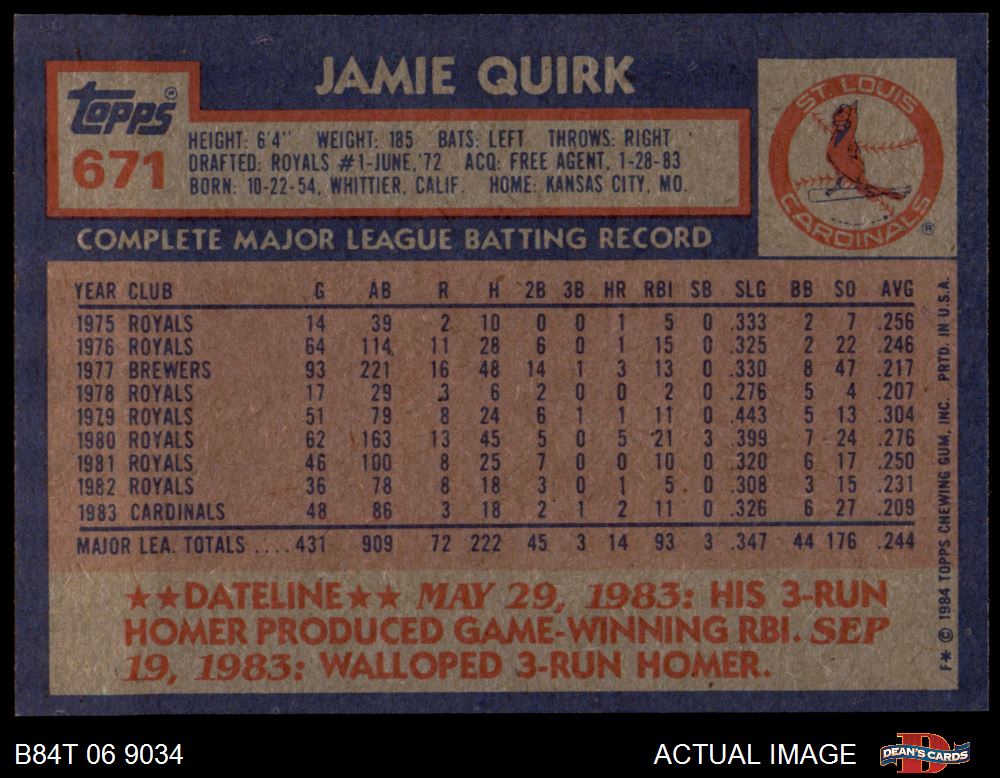 JAMIE QUIRK
Topps®
671
HEIGHT: 6'4" WEIGHT: 185 BATS: LEFT THROWS: RIGHT
DRAFTED: ROYALS #1-JUNE,'72 ACQ: FREE AGENT, 1-28-83
BORN: 10-22-54, WHITTIER, CALIF. HOME: KANSAS CITY, MO.
ST. LOUIS
CARDINALS
®
COMPLETE MAJOR LEAGUE BATTING RECORD
YEAR CLUB G AB R H 2B 3B HR RBI SB SLG BB SO AVG
1975 ROYALS 14 39 2 10 0 0 1 5 0 .333 2 7 .256
1976 ROYALS 64 114 11 28 6 0 1 15 0 .325 2 22 .246
1977 BREWERS 93 221 16 48 14 1 3 13 0 .330 8 47 .217
1978 ROYALS 17 29 3 6 2 0 0 2 0 .276 5 4 .207
1979 ROYALS 51 79 8 24 6 1 1 11 0 .443 5 13 .304
1980 ROYALS 62 163 13 45 5 0 5 21 3 .399 7 24 .276
1981 ROYALS 46 100 8 25 7 0 0 10 0 .320 6 17 .250
1982 ROYALS 36 78 8 18 3 0 1 5 0 .308 3 15 .231
1983 CARDINALS 48 86 3 18 2 1 2 11 0 .326 6 27 .209
MAJOR LEA. TOTALS ....431 909 72 222 45 3 14 93 3 .347 44 176 .244
★★DATELINE★★ MAY 29, 1983: HIS 3-RUN
HOMER PRODUCED GAME-WINNING RBI. SEP
19, 1983: WALLOPED 3-RUN HOMER.
F* © 1984 TOPPS CHEWING GUM, INC. PRTD. IN U.S.A.
B84T 06 9034
ACTUAL IMAGE
DEAN'S CARDS